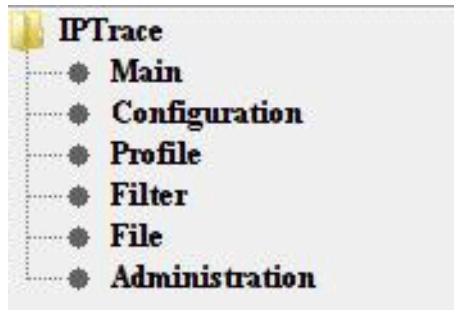 IPTrace
Main
Configuration
Profile
Filter
File
Administration